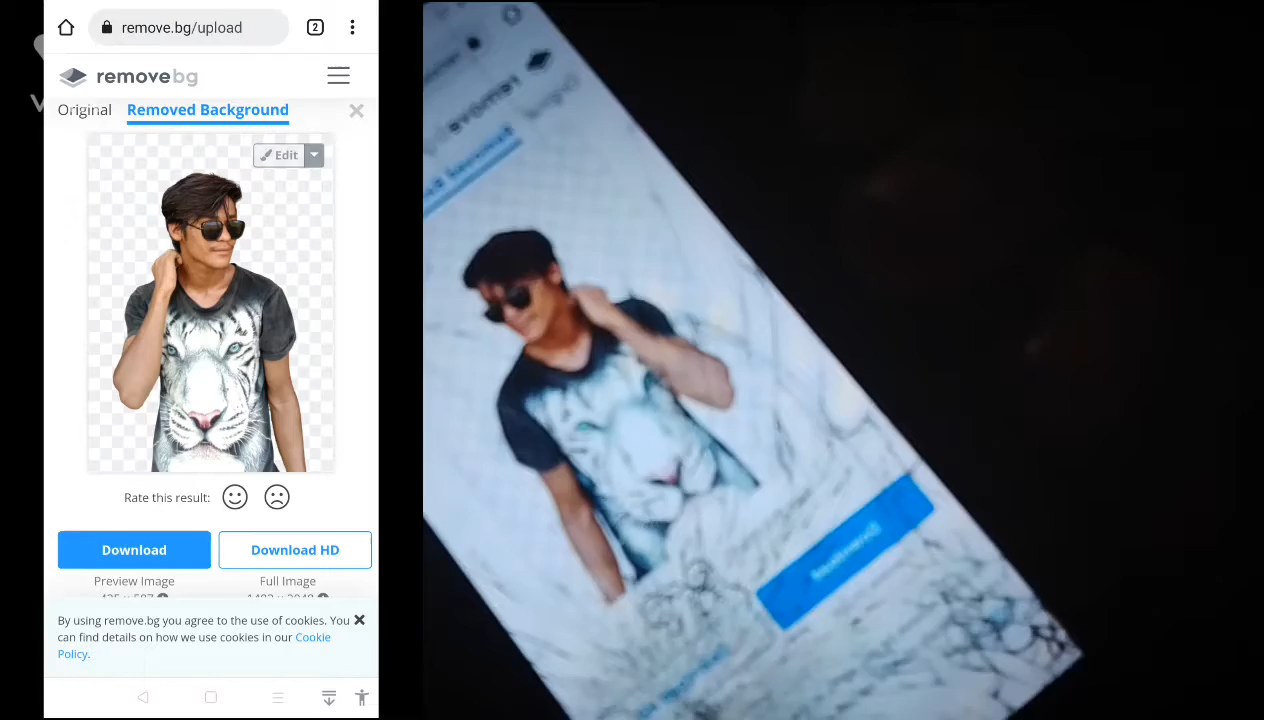 remove.bg/upload
2
removebg
Original
Removed Background
Edit
Rate this result:
Download
Download HD
Preview Image
Full Image
By using remove.bg you agree to the use of cookies. You
can find details on how we use cookies in our Cookie
Policy.
remove